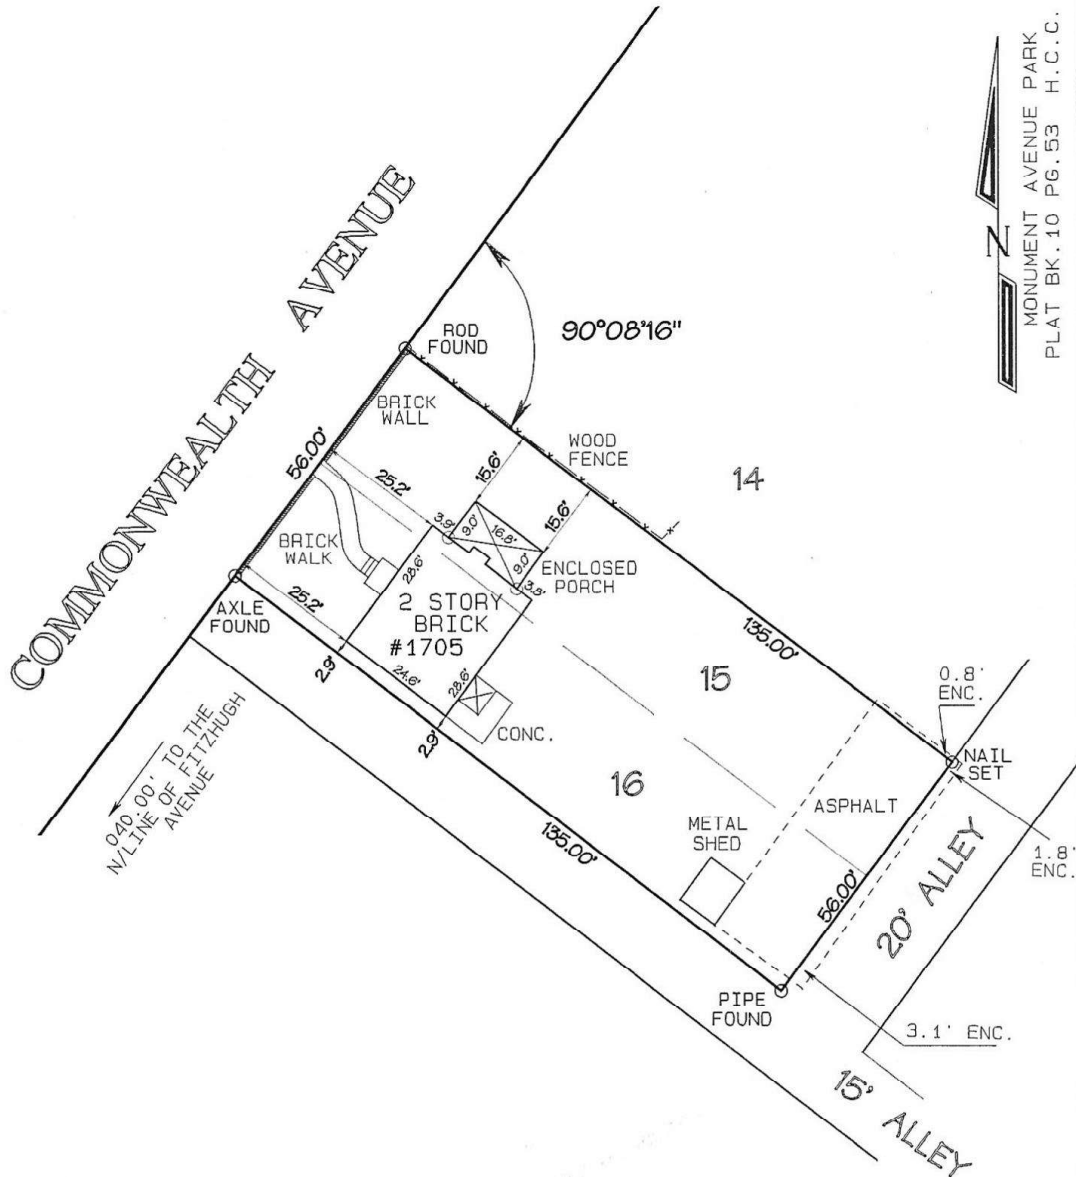 MONUMENT AVENUE PARK
PLAT BK. 10 PG. 53 H.C.C.
N
COMMONWEALTH AVENUE
ROD
FOUND
90°08'16"
BRICK
WALL
56.00'
WOOD
FENCE
14
15.6'
15.6'
25.2'
3.9'
9.0'
16.8'
9.0'
3.8'
ENCLOSED
PORCH
BRICK
WALK
28.6'
2 STORY
BRICK
#1705
AXLE
FOUND
25.2'
24.6'
28.6'
2.9'
2.9'
CONC.
135.00'
15
16
0.8'
ENC.
NAIL
SET
ASPHALT
METAL
SHED
040.00' TO THE
N/LINE OF FITZHUGH
AVENUE
135.00'
56.00'
1.8'
ENC.
20' ALLEY
PIPE
FOUND
3.1' ENC.
15' ALLEY